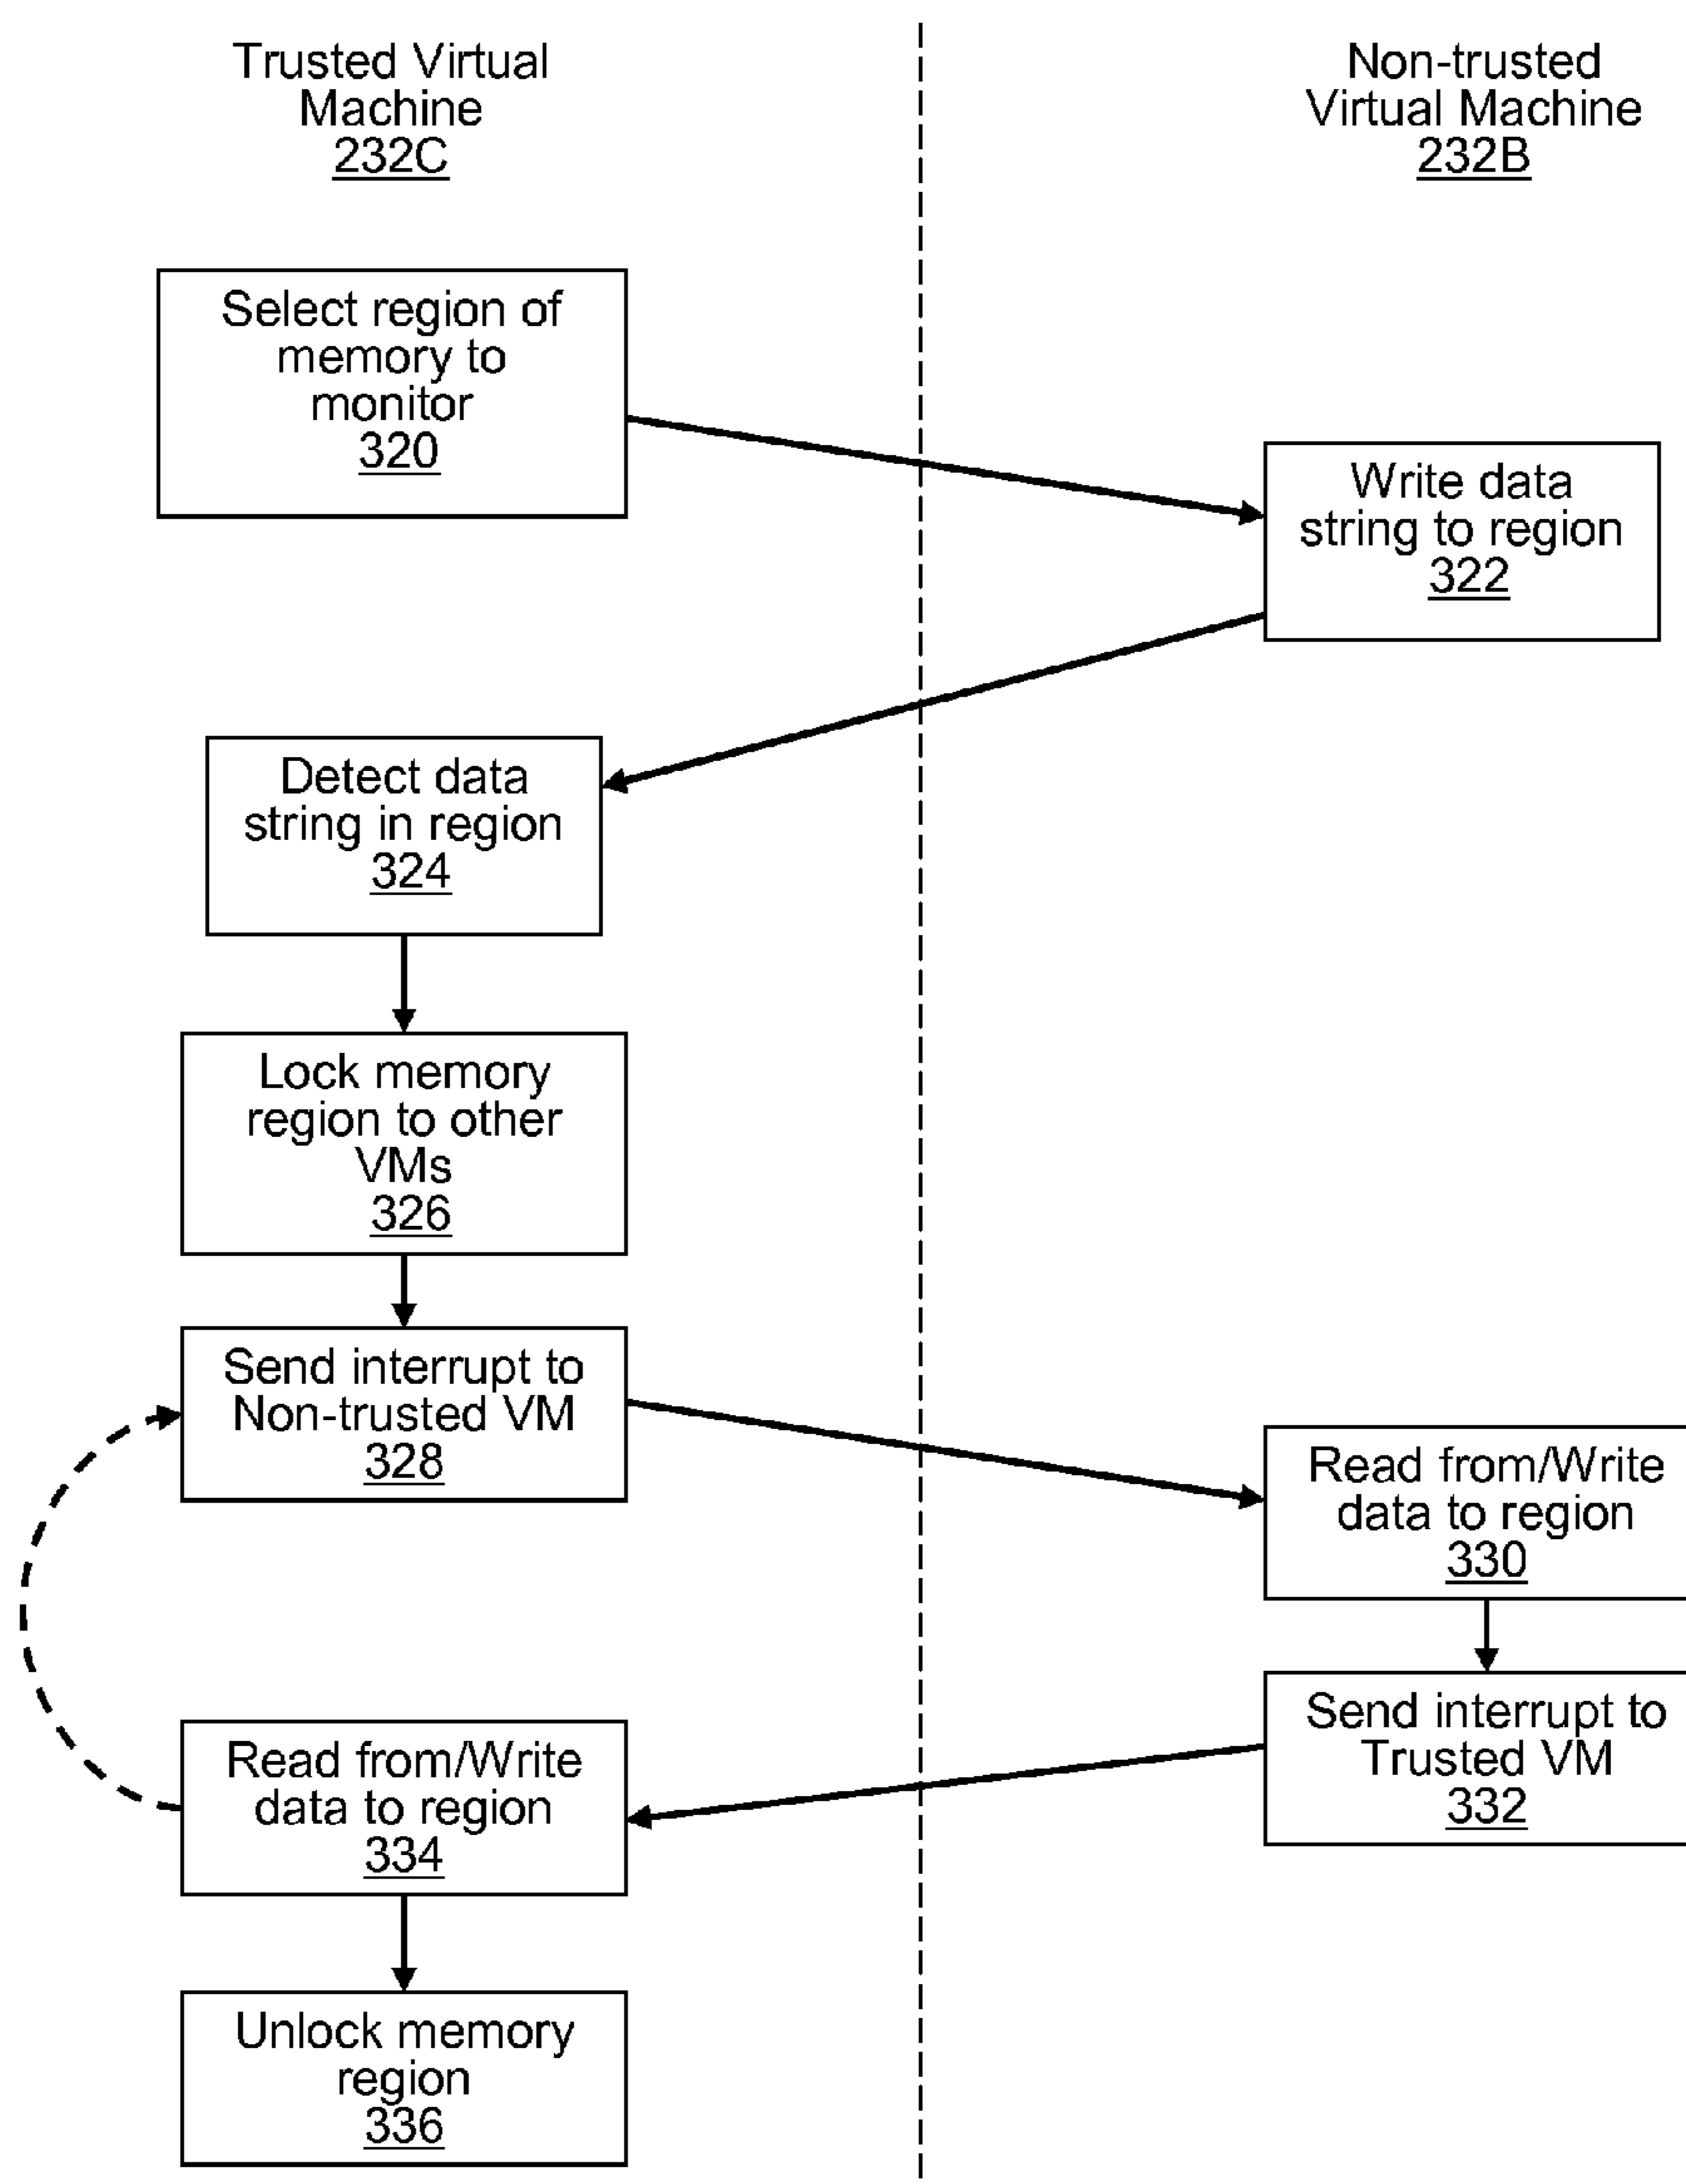 Trusted Virtual
Machine
232C
Non-trusted
Virtual Machine
232B
Select region of
memory to
monitor
320
Write data
string to region
322
Detect data
string in region
324
Lock memory
region to other
VMs
326
Send interrupt to
Non-trusted VM
328
Read from/Write
data to region
330
Send interrupt to
Trusted VM
332
Read from/Write
data to region
334
Unlock memory
region
336